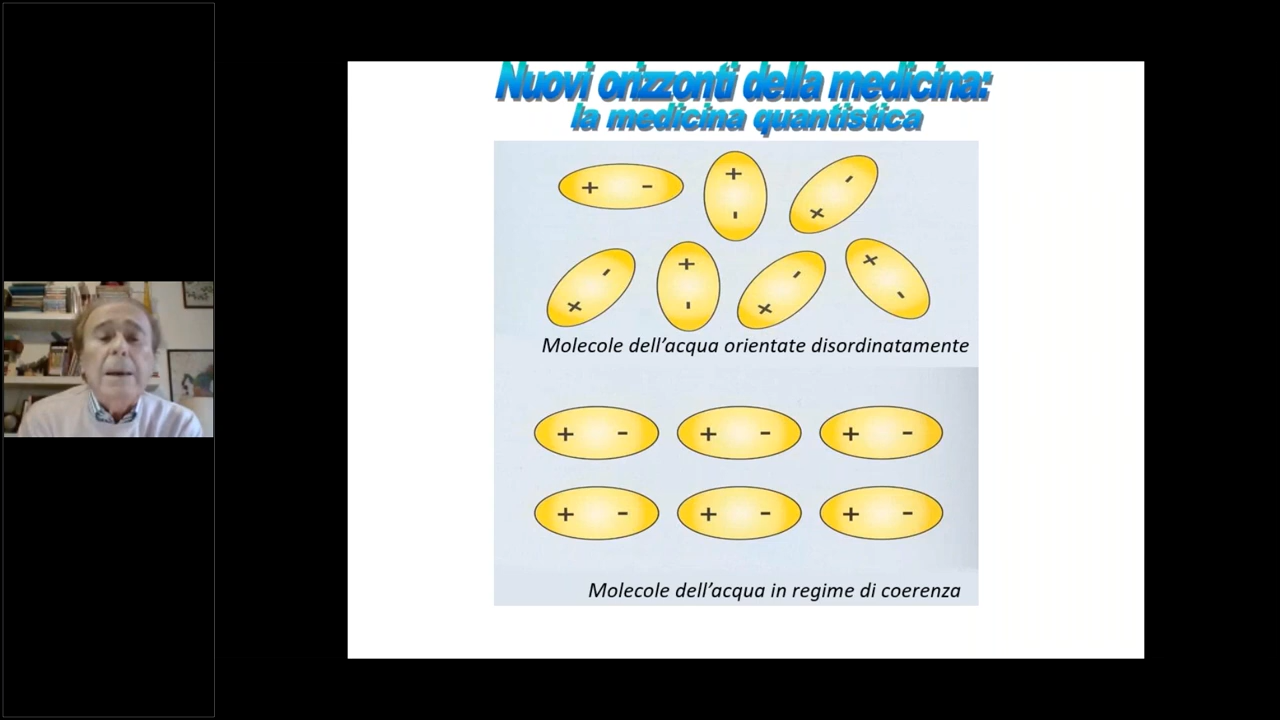 Nuovi orizzonti della medicina:
la medicina quantistica
+ - + - + -
+ - + - + - + -
Molecole dell'acqua orientate disordinatamente
+ - + - + -
+ - + - + -
Molecole dell'acqua in regime di coerenza